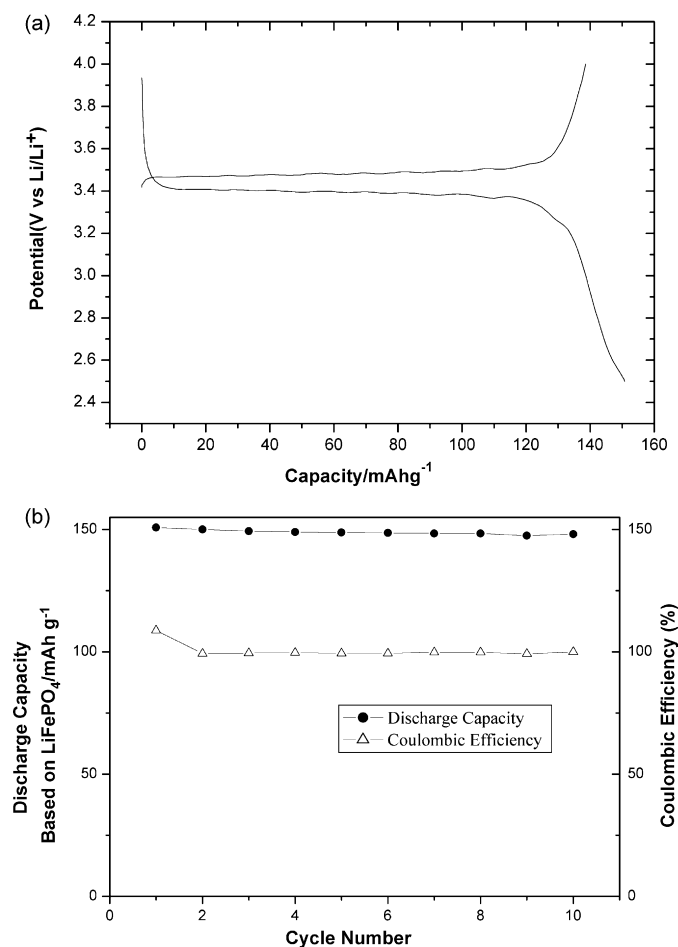 (a)
4.2
4.0
3.8
3.6
3.4
3.2
3.0
2.8
2.6
2.4
Potential(V vs Li/Li+)
0 20 40 60 80 100 120 140 160
Capacity/mAhg-1
(b)
150
100
50
0
Discharge Capacity
Based on LiFePO4/mAh g-1
Discharge Capacity
Coulombic Efficiency
150
100
50
0
Coulombic Efficiency (%)
0 2 4 6 8 10
Cycle Number